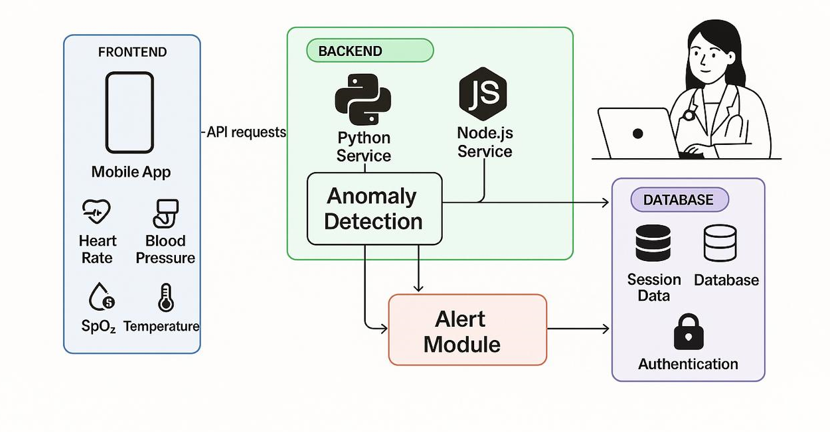 FRONTEND
Mobile App
Heart
Rate
Blood
Pressure
S
SpO₂
Temperature
API requests
BACKEND
Python
Service
JS
Node.js
Service
Anomaly
Detection
Alert
Module
DATABASE
Session
Data
Database
Authentication